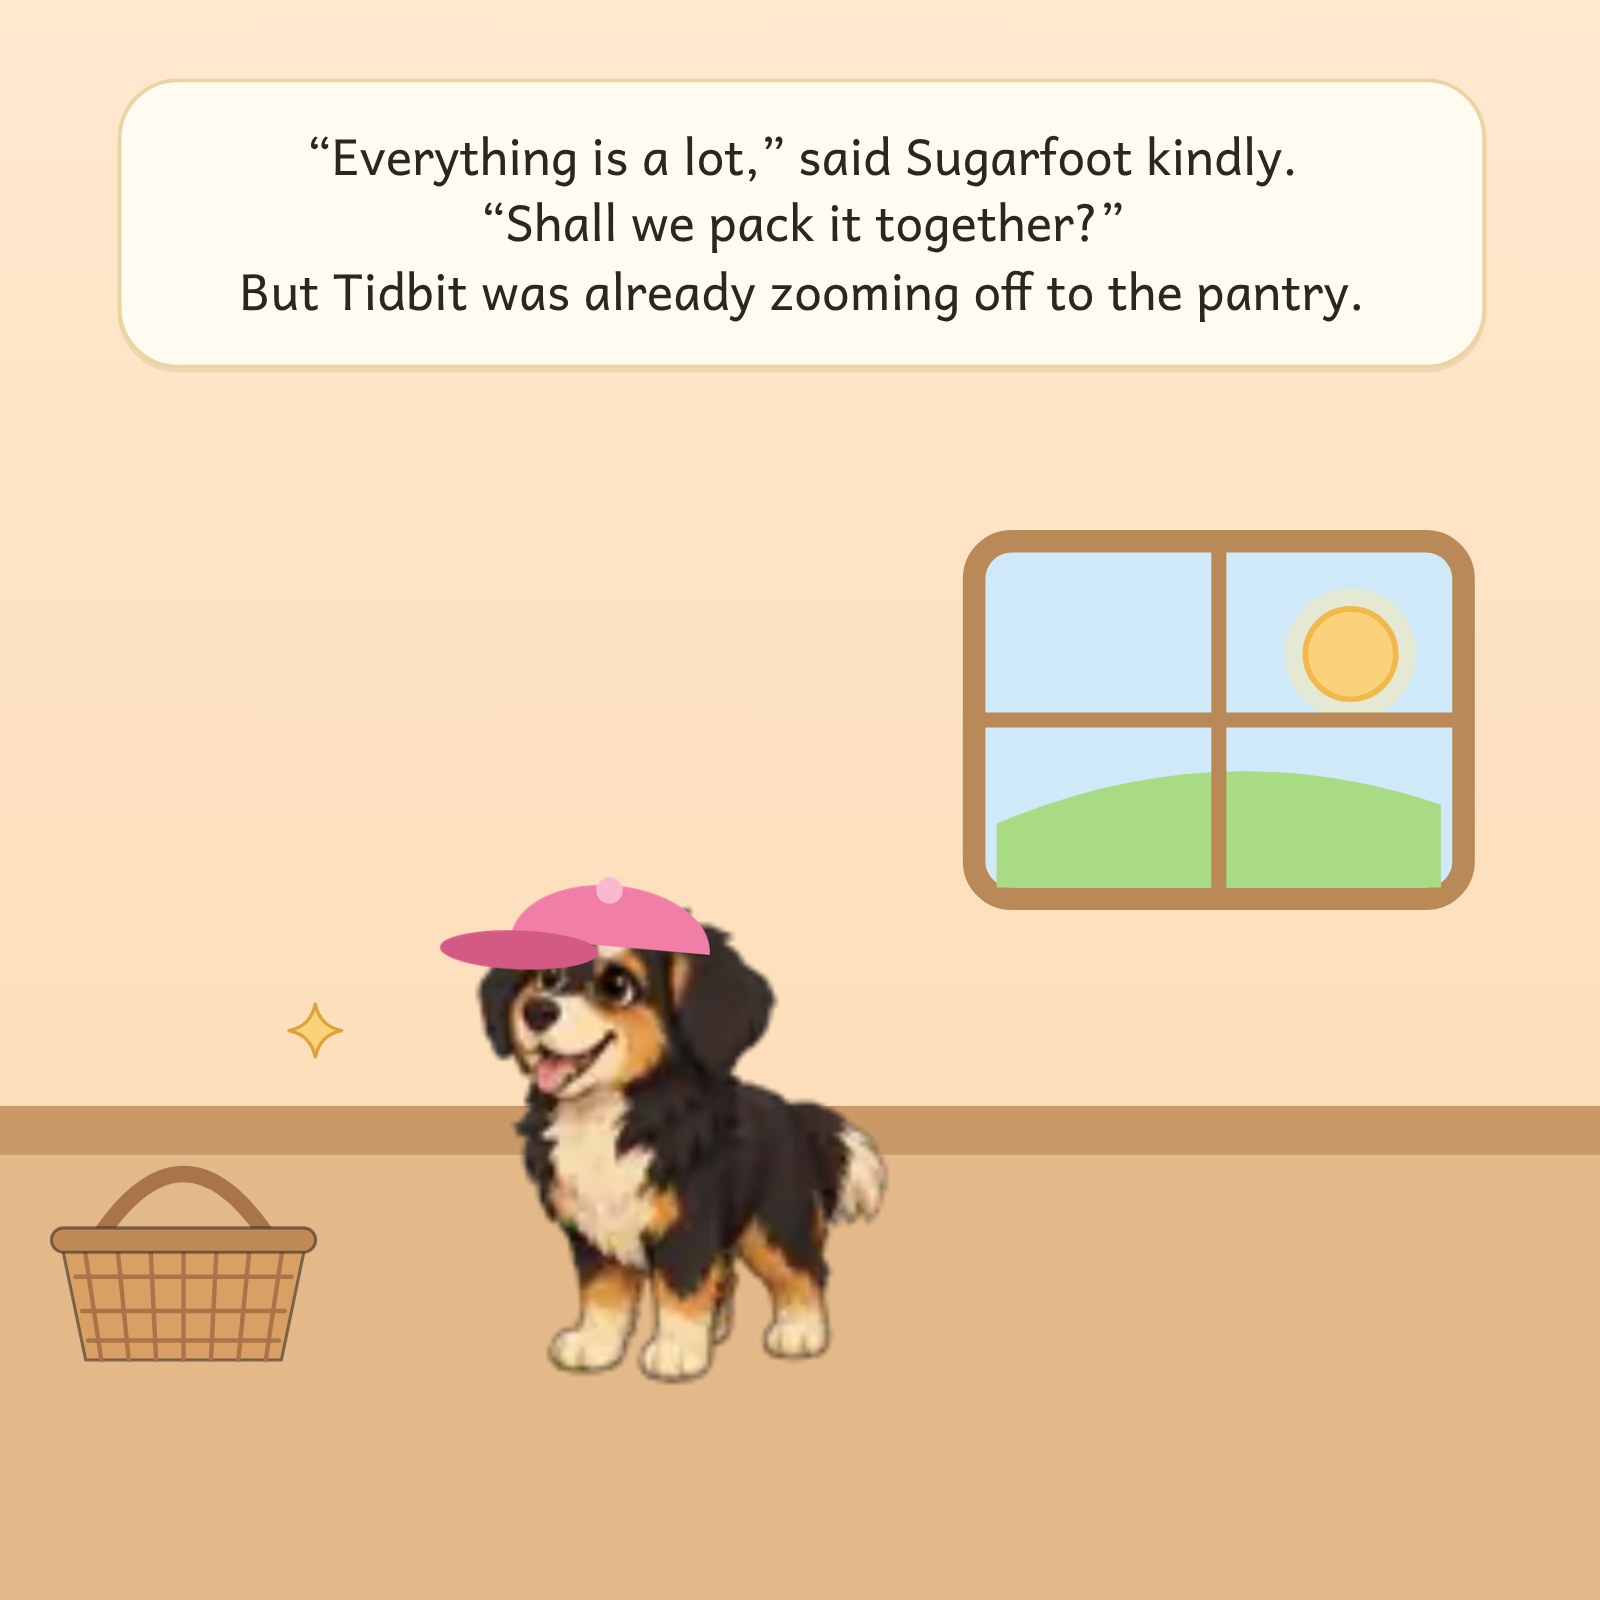 “Everything is a lot,” said Sugarfoot kindly.
“Shall we pack it together?”
But Tidbit was already zooming off to the pantry.